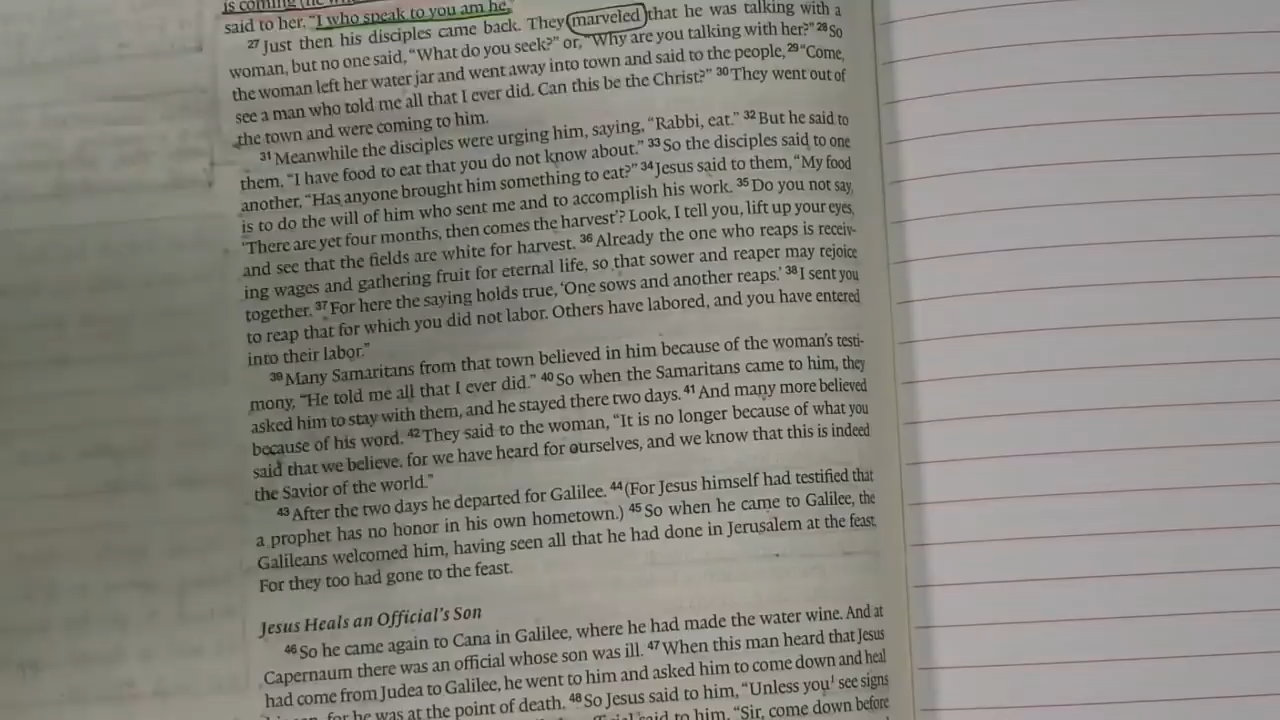 is coming (he
said to her, “I who speak to you am he.”
27 Just then his disciples came back. They marveled that he was talking with a
woman, but no one said, “What do you seek?” or, “Why are you talking with her?” 28 So
the woman left her water jar and went away into town and said to the people, 29 “Come,
see a man who told me all that I ever did. Can this be the Christ?” 30 They went out of
the town and were coming to him.
31 Meanwhile the disciples were urging him, saying, “Rabbi, eat.” 32 But he said to
them, “I have food to eat that you do not know about.” 33 So the disciples said to one
another, “Has anyone brought him something to eat?” 34 Jesus said to them, “My food
is to do the will of him who sent me and to accomplish his work. 35 Do you not say,
‘There are yet four months, then comes the harvest’? Look, I tell you, lift up your eyes,
and see that the fields are white for harvest. 36 Already the one who reaps is receiv-
ing wages and gathering fruit for eternal life, so that sower and reaper may rejoice
together. 37 For here the saying holds true, ‘One sows and another reaps.’ 38 I sent you
to reap that for which you did not labor. Others have labored, and you have entered
into their labor.”
39 Many Samaritans from that town believed in him because of the woman’s testi-
mony, “He told me all that I ever did.” 40 So when the Samaritans came to him, they
asked him to stay with them, and he stayed there two days. 41 And many more believed
because of his word. 42 They said to the woman, “It is no longer because of what you
said that we believe, for we have heard for ourselves, and we know that this is indeed
the Savior of the world.”
43 After the two days he departed for Galilee. 44 (For Jesus himself had testified that
a prophet has no honor in his own hometown.) 45 So when he came to Galilee, the
Galileans welcomed him, having seen all that he had done in Jerusalem at the feast.
For they too had gone to the feast.
Jesus Heals an Official’s Son
46 So he came again to Cana in Galilee, where he had made the water wine. And at
Capernaum there was an official whose son was ill. 47 When this man heard that Jesus
had come from Judea to Galilee, he went to him and asked him to come down and heal
for he was at the point of death. 48 So Jesus said to him, “Unless you¹ see signs
said to him, “Sir, come down before